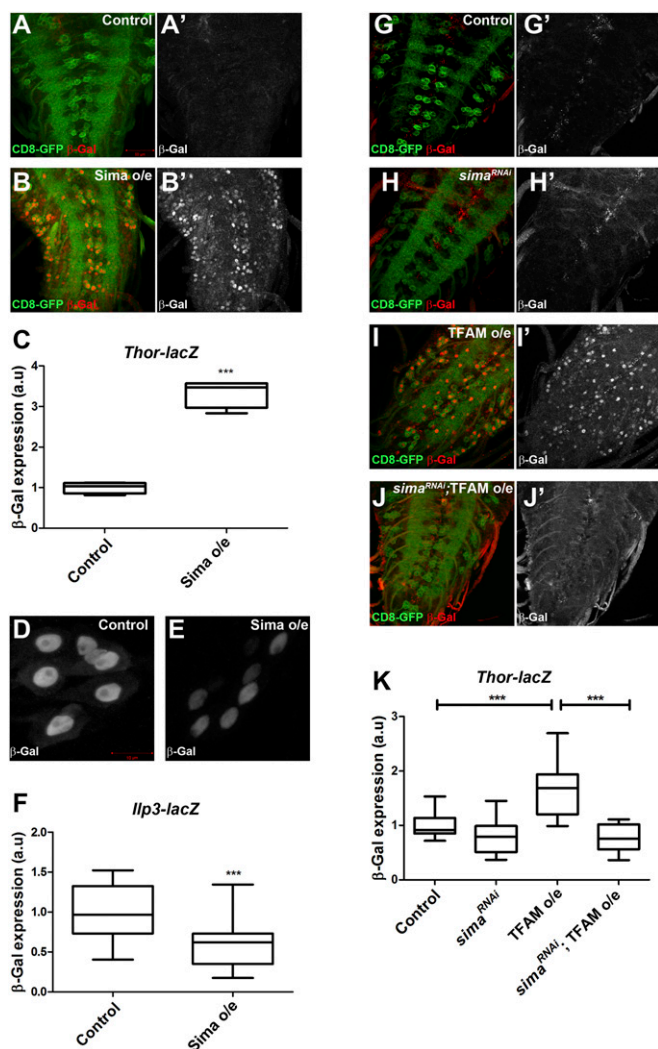 A Control A'
CD8-GFP β-Gal β-Gal
B Sima o/e B'
CD8-GFP β-Gal β-Gal
C
Thor-lacZ
β-Gal expression (a.u)
4
3
2
1
0
Control
Sima o/e
D Control E Sima o/e
β-Gal β-Gal
F
Ilp3-lacZ
β-Gal expression (a.u)
2.0
1.5
1.0
0.5
0.0
***
Control
Sima o/e
***
G Control G'
CD8-GFP β-Gal β-Gal
H sima^RNAi H'
CD8-GFP β-Gal β-Gal
I TFAM o/e I'
CD8-GFP β-Gal β-Gal
J sima^RNAi;TFAM o/e J'
CD8-GFP β-Gal β-Gal
K
Thor-lacZ
*** ***
β-Gal expression (a.u)
3
2
1
0
Control
sima^RNAi
TFAM o/e
sima^RNAi; TFAM o/e